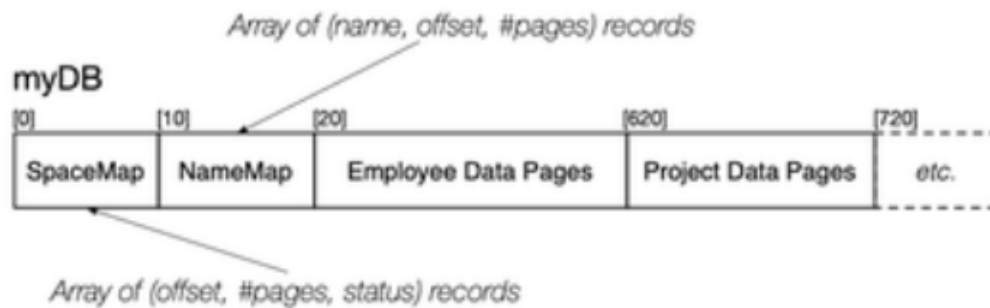 Array of (name, offset, #pages) records
myDB
[0] [10] [20] [620] [720]
SpaceMap NameMap Employee Data Pages Project Data Pages etc.
Array of (offset, #pages, status) records